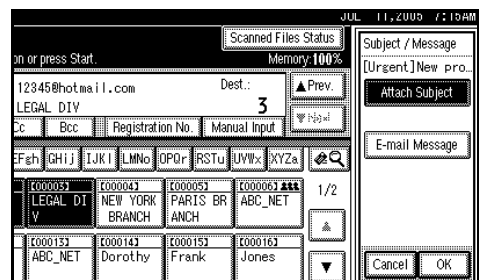 JUL 11,2005 7:15AM
Scanned Files Status
on or press Start.
Memory:100%
12345@hotmail.com
Dest.:
3
LEGAL DIV
▲Prev.
▼Next
Cc
Bcc
Registration No.
Manual Input
EFgh
GHij
IJKl
LMNo
OPQr
RSTu
UVWx
XYZa
[00003]
LEGAL DI
V
[00004]
NEW YORK
BRANCH
[00005]
PARIS BR
ANCH
[00006]
ABC_NET
1/2
[00013]
ABC_NET
[00014]
Dorothy
[00015]
Frank
[00016]
Jones
▲
▼
Subject / Message
[Urgent]New pro...
Attach Subject
E-mail Message
Cancel
OK